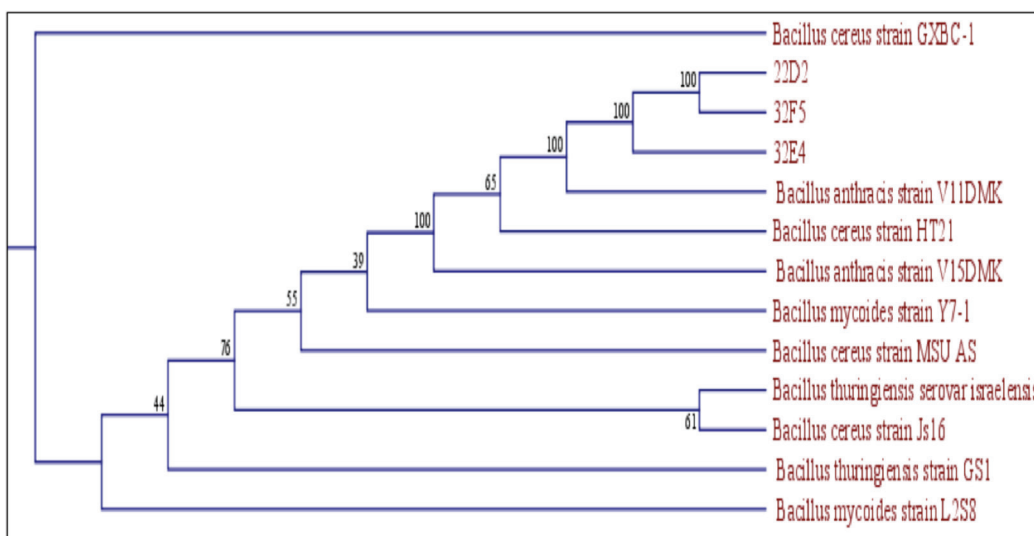 Bacillus cereus strain GXBC-1
22D2
100
32F5
100
32E4
100
Bacillus anthracis strain V11DMK
65
Bacillus cereus strain HT21
100
Bacillus anthracis strain V15DMK
39
Bacillus mycoides strain Y7-1
55
Bacillus cereus strain MSU AS
76
Bacillus thuringiensis serovar israelensis
61
Bacillus cereus strain Js16
44
Bacillus thuringiensis strain GS1
Bacillus mycoides strain L2S8